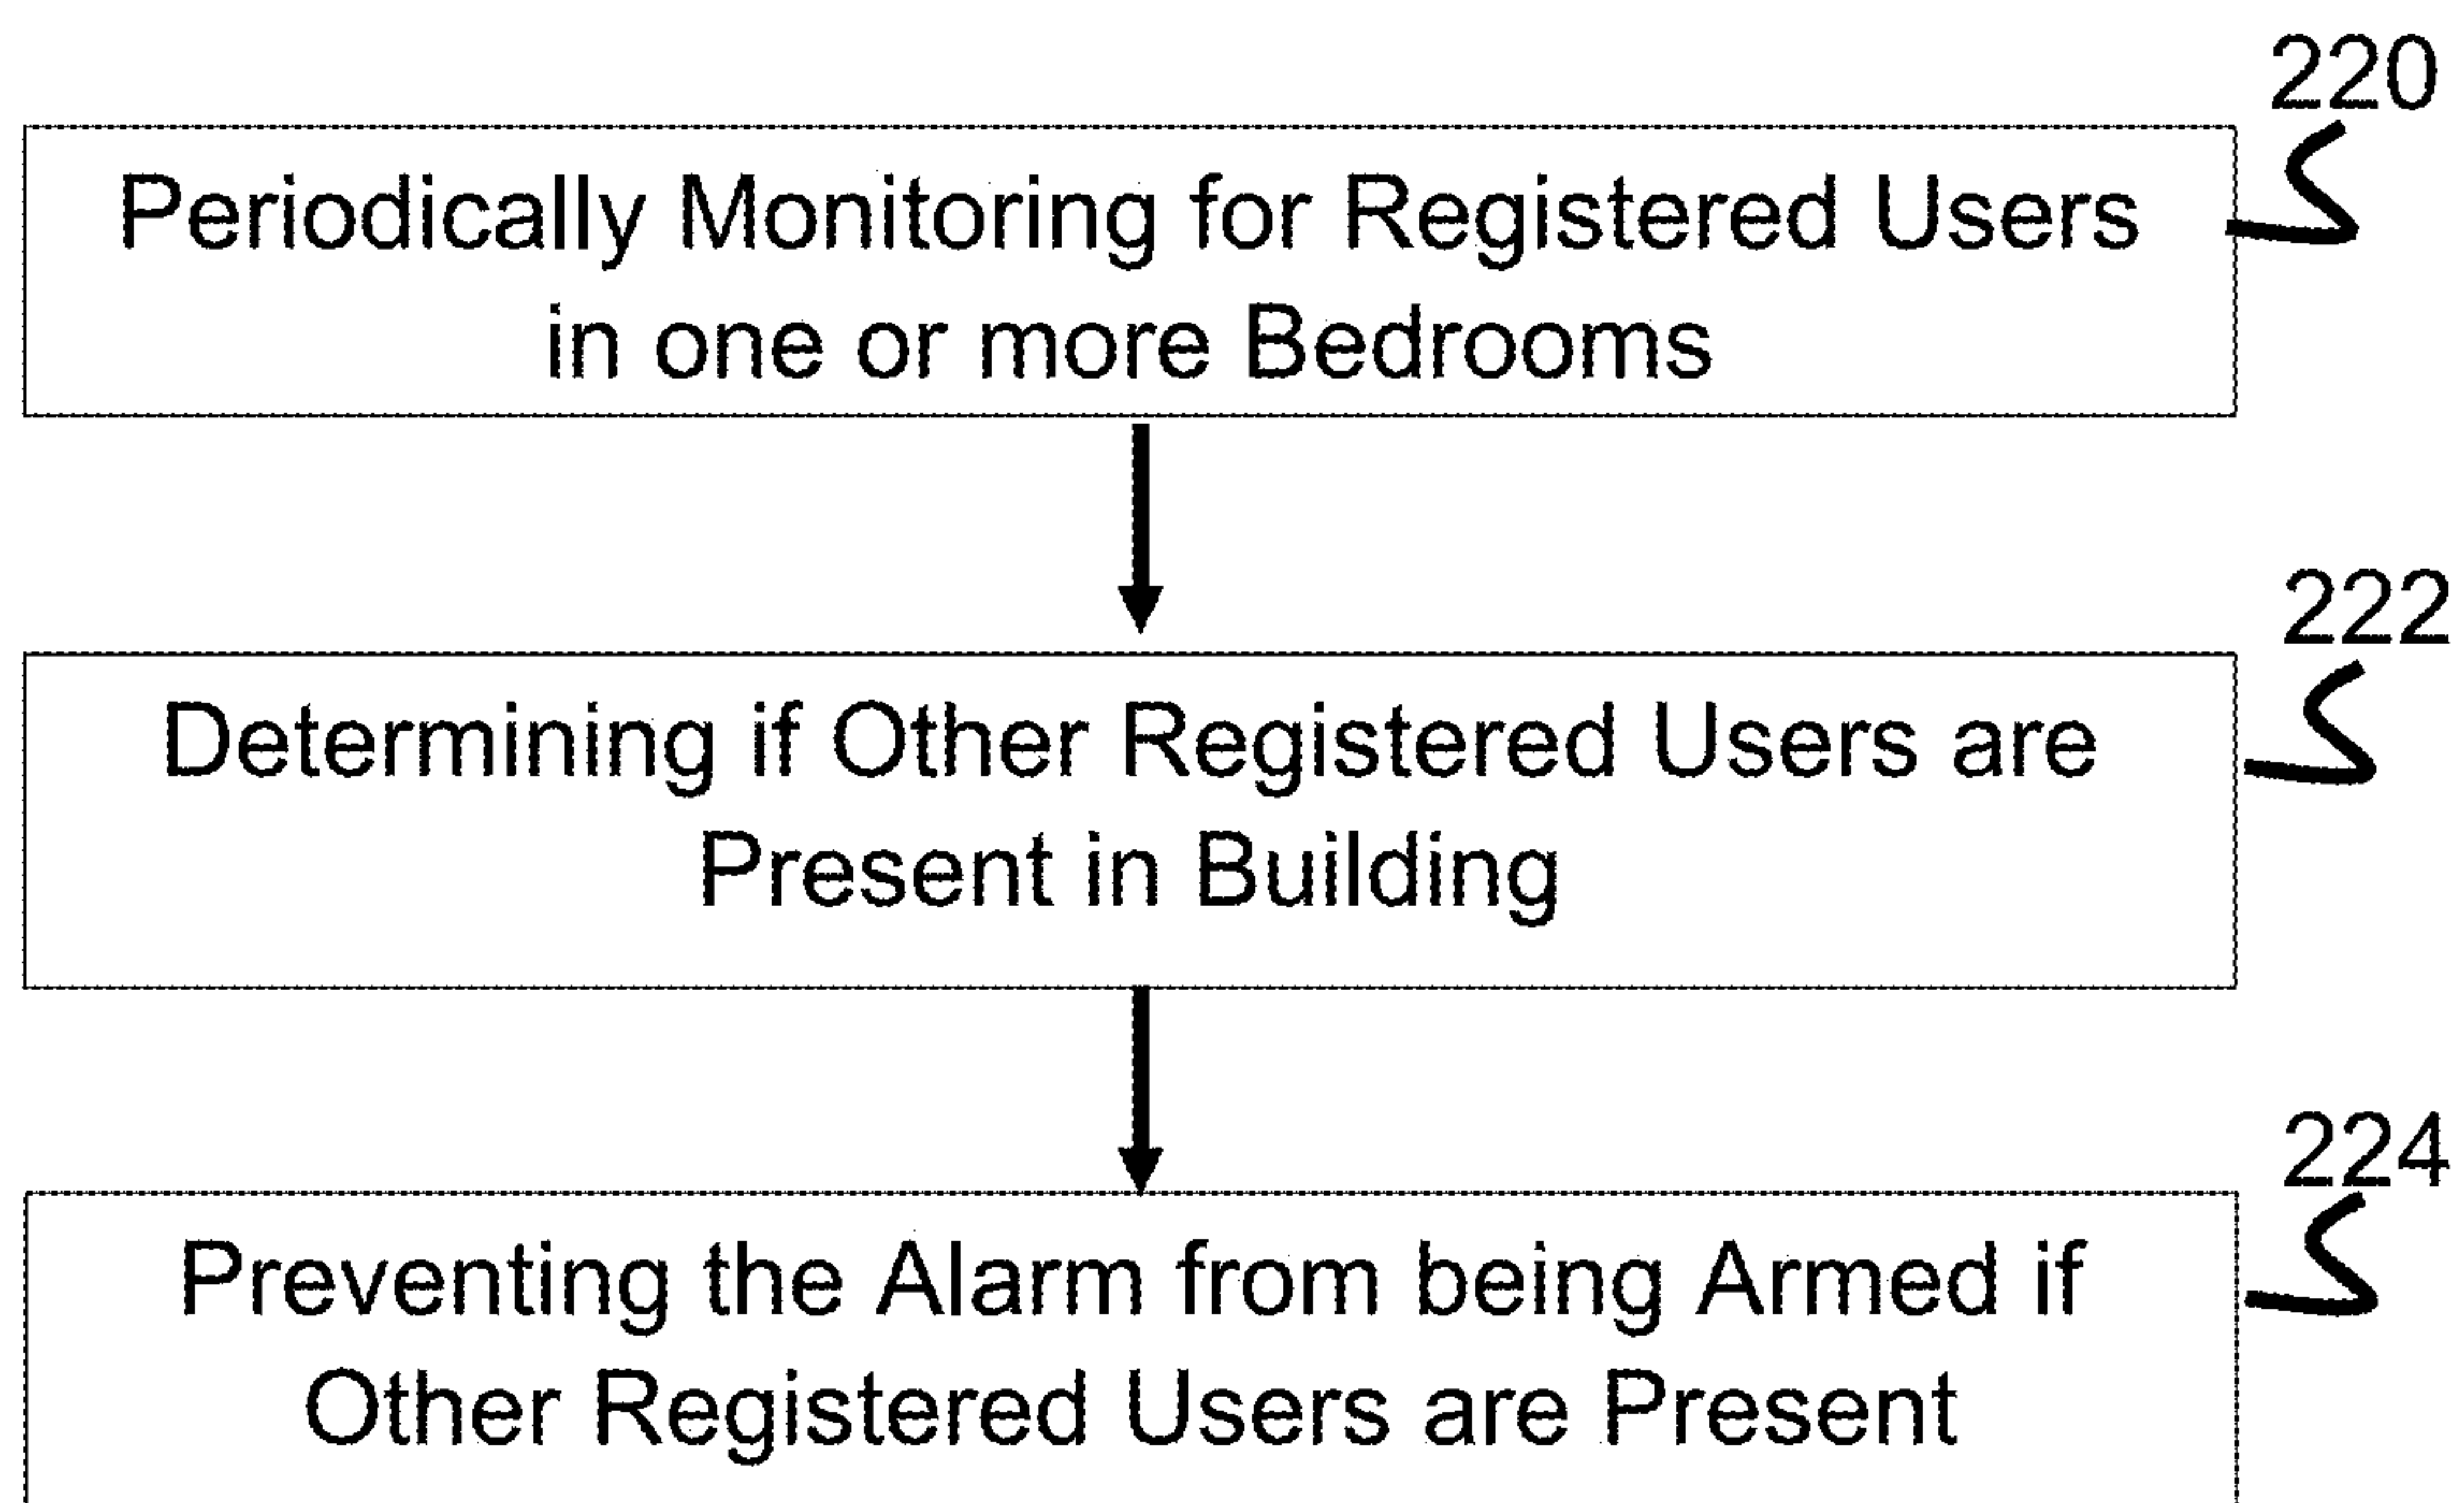 220
Periodically Monitoring for Registered Users
in one or more Bedrooms
222
Determining if Other Registered Users are
Present in Building
224
Preventing the Alarm from being Armed if
Other Registered Users are Present